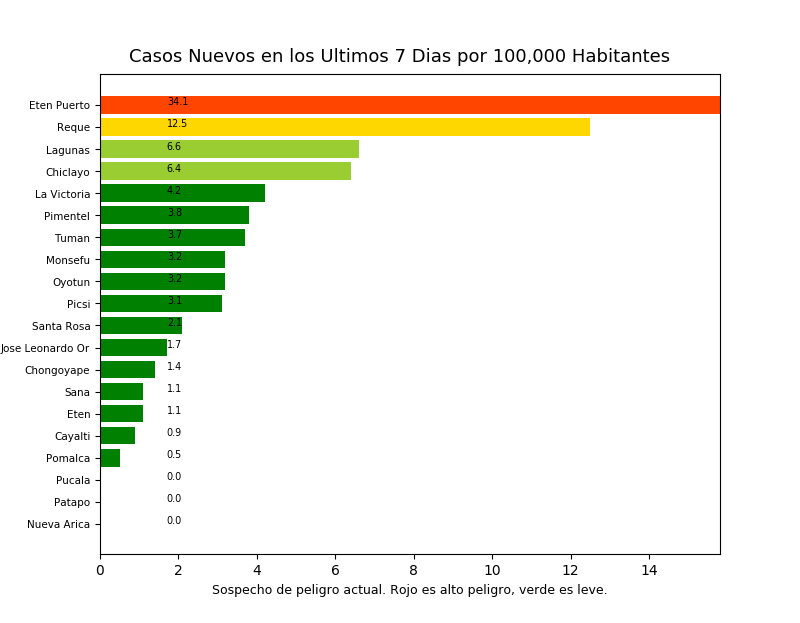 Casos Nuevos en los Ultimos 7 Dias por 100,000 Habitantes
Eten Puerto 34.1
Reque 12.5
Lagunas 6.6
Chiclayo 6.4
La Victoria 4.2
Pimentel 3.8
Tuman 3.7
Monsefu 3.2
Oyotun 3.2
Picsi 3.1
Santa Rosa 2.1
Jose Leonardo Or 1.7
Chongoyape 1.4
Sana 1.1
Eten 1.1
Cayalti 0.9
Pomalca 0.5
Pucala 0.0
Patapo 0.0
Nueva Arica 0.0
0 2 4 6 8 10 12 14
Sospecho de peligro actual. Rojo es alto peligro, verde es leve.